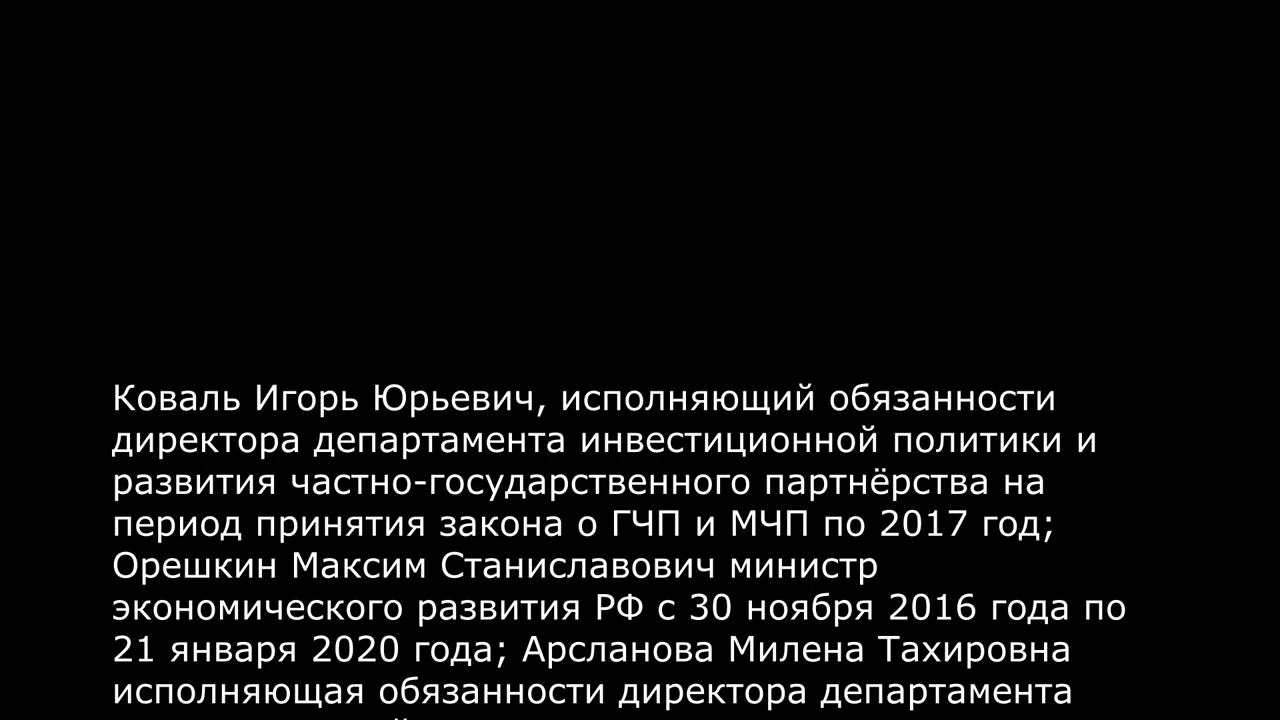 Коваль Игорь Юрьевич, исполняющий обязанности
директора департамента инвестиционной политики и
развития частно-государственного партнёрства на
период принятия закона о ГЧП и МЧП по 2017 год;
Орешкин Максим Станиславович министр
экономического развития РФ с 30 ноября 2016 года по
21 января 2020 года; Арсланова Милена Тахировна
исполняющая обязанности директора департамента